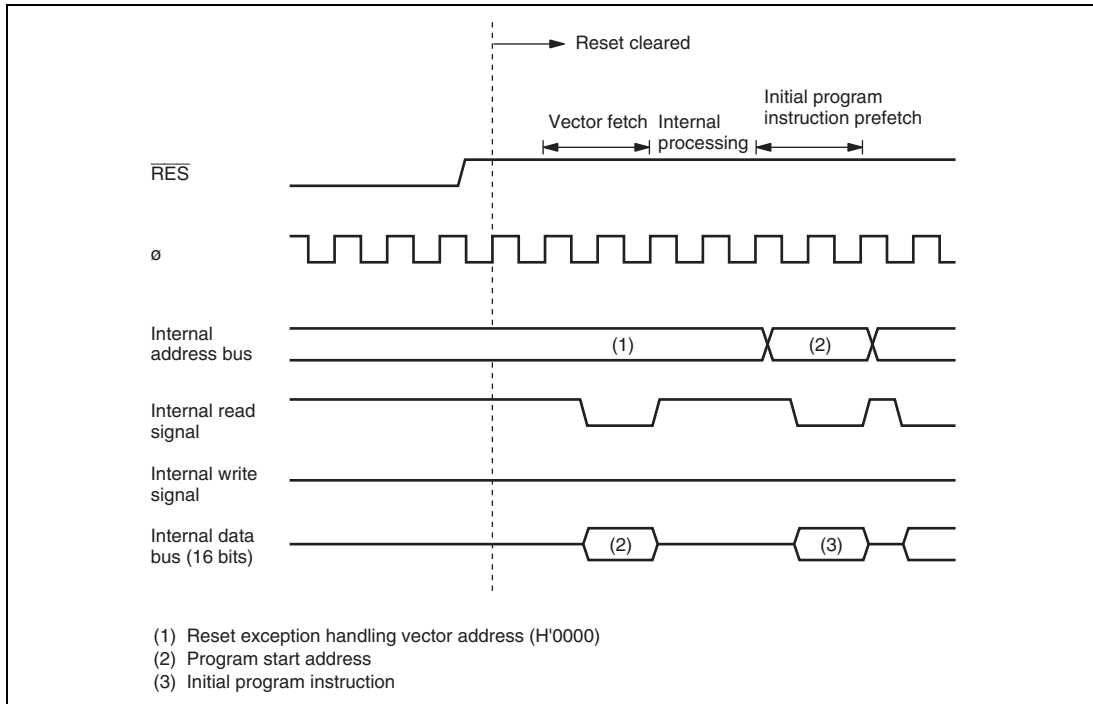 Reset cleared
Vector fetch
Internal
processing
Initial program
instruction prefetch
RES
ø
Internal
address bus
(1)
(2)
Internal read
signal
Internal write
signal
Internal data
bus (16 bits)
(2)
(3)
(1) Reset exception handling vector address (H'0000)
(2) Program start address
(3) Initial program instruction